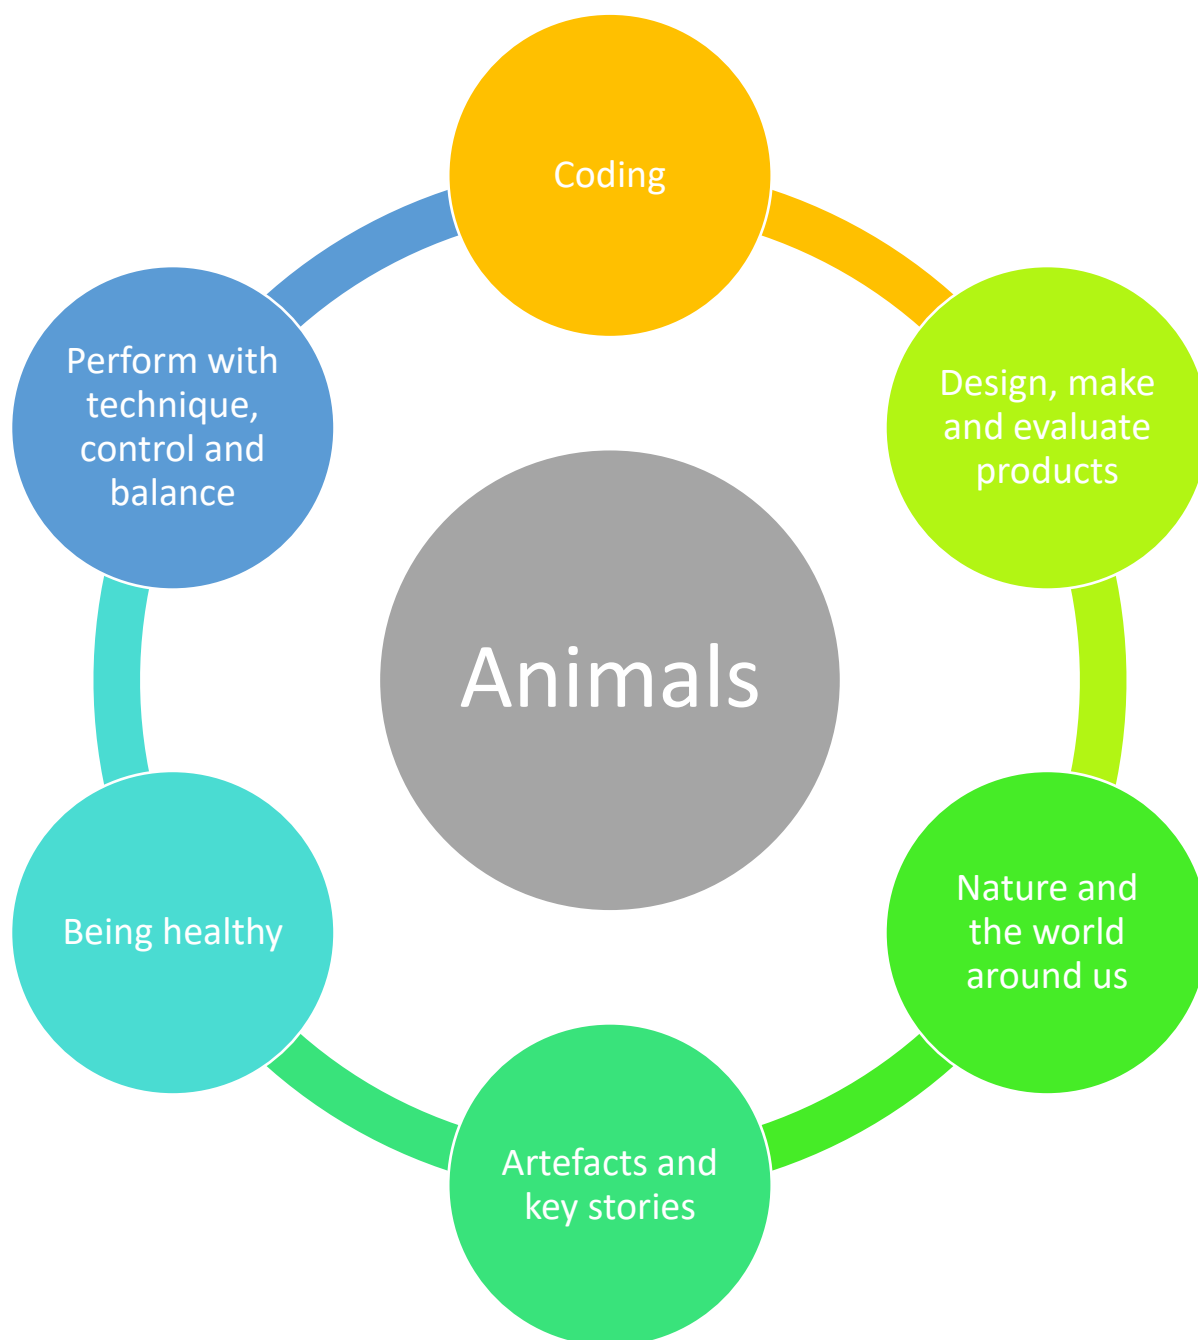 Coding
Design, make
and evaluate
products
Nature and
the world
around us
Artefacts and
key stories
Being healthy
Perform with
technique,
control and
balance
Animals